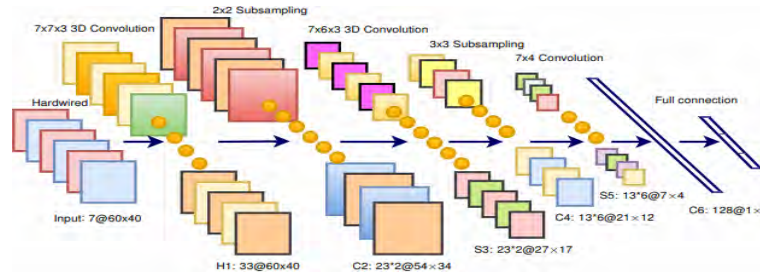 2x2 Subsampling
7x7x3 3D Convolution
7x6x3 3D Convolution
3x3 Subsampling
7x4 Convolution
Hardwired
Full connection
Input: 7@60x40
H1: 33@60x40
C2: 23*2@54×34
S3: 23*2@27×17
C4: 13*6@21×12
S5: 13*6@7×4
C6: 128@1×